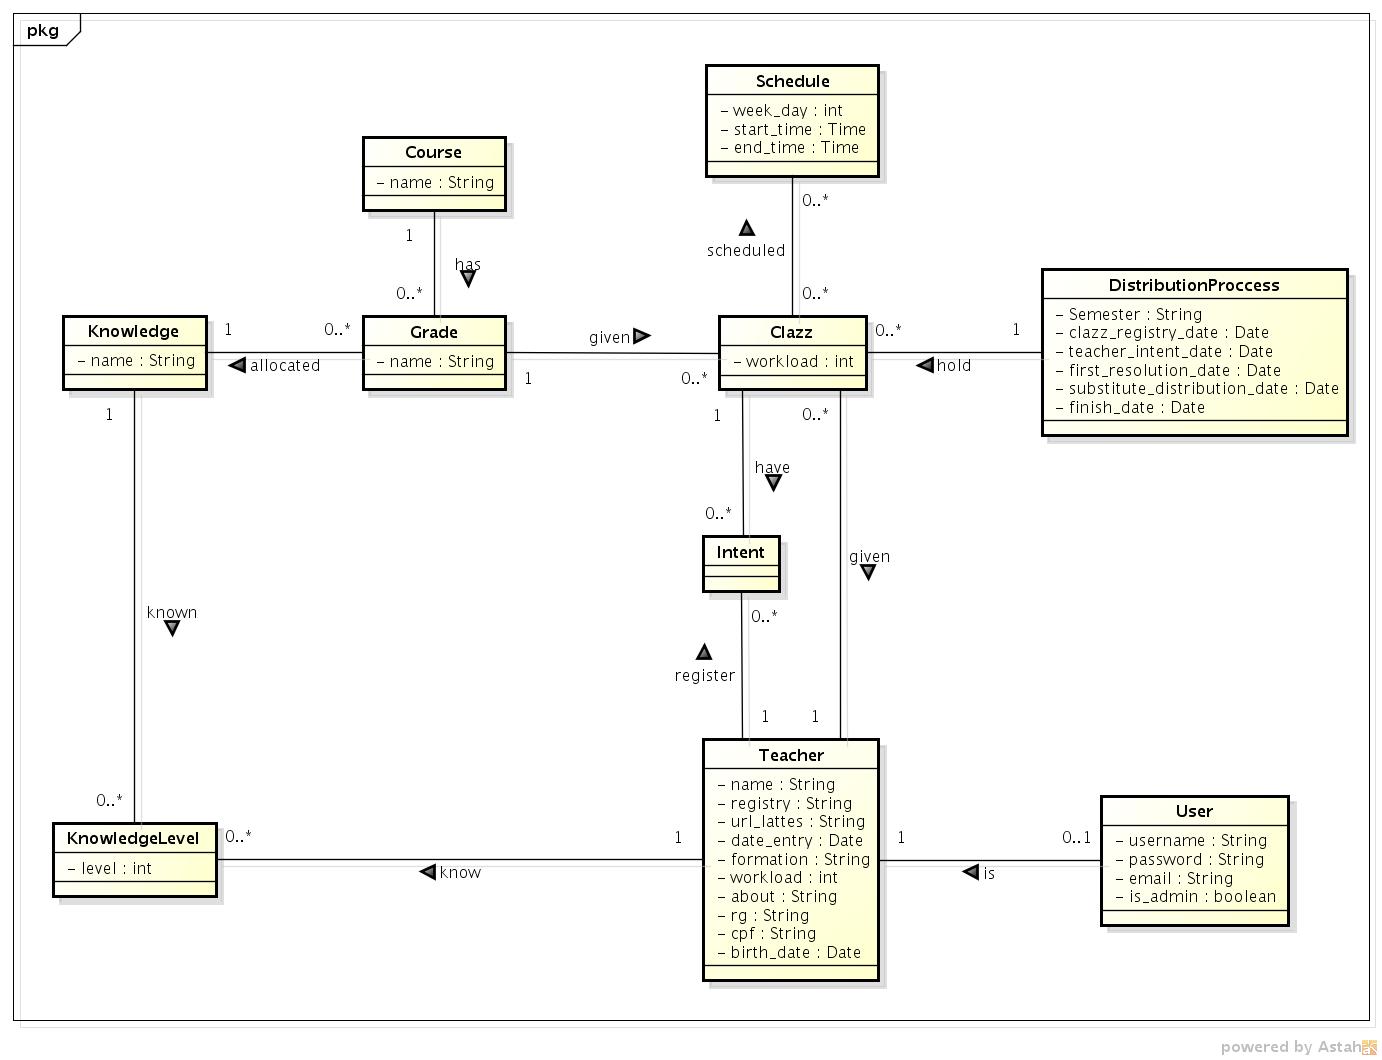 pkg
Schedule
– week_day : int
– start_time : Time
– end_time : Time
Course
– name : String
0..*
1
scheduled
has
0..*
0..*
DistributionProccess
– Semester : String
– clazz_registry_date : Date
– teacher_intent_date : Date
– first_resolution_date : Date
– substitute_distribution_date : Date
– finish_date : Date
Knowledge
– name : String
1
0..*
allocated
Grade
– name : String
given
1
0..*
Clazz
– workload : int
0..*
1
hold
1
1
0..*
have
0..*
Intent
given
known
0..*
register
1
1
Teacher
– name : String
– registry : String
– url_lattes : String
– date_entry : Date
– formation : String
– workload : int
– about : String
– rg : String
– cpf : String
– birth_date : Date
0..*
KnowledgeLevel
– level : int
0..*
1
know
1
0..1
is
User
– username : String
– password : String
– email : String
– is_admin : boolean
powered by Astah